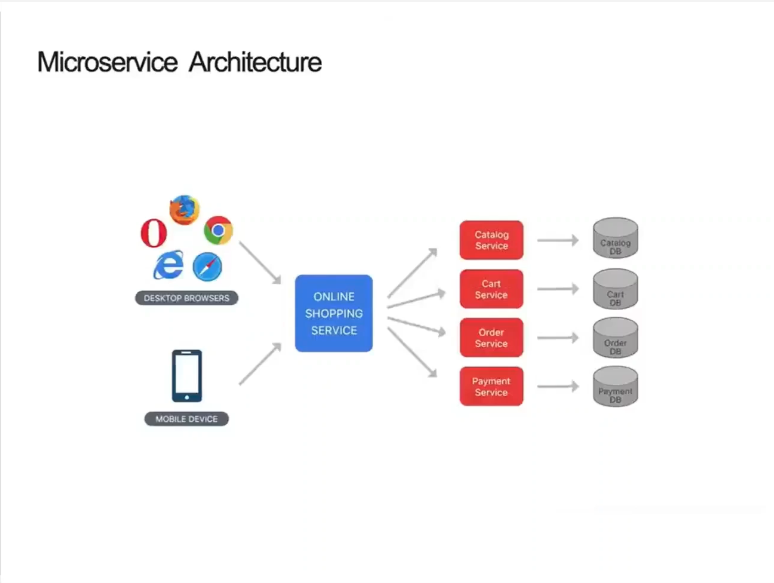 Microservice Architecture
DESKTOP BROWSERS
MOBILE DEVICE
ONLINE
SHOPPING
SERVICE
Catalog
Service
Cart
Service
Order
Service
Payment
Service
Catalog
DB
Cart
DB
Order
DB
Payment
DB